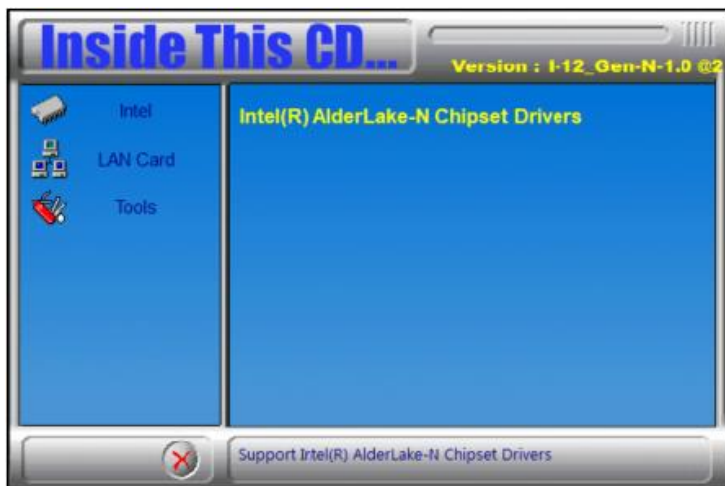 Inside This CD...
Version : I-12_Gen-N-1.0 @2
Intel
LAN Card
Tools
Intel(R) AlderLake-N Chipset Drivers
Support Intel(R) AlderLake-N Chipset Drivers